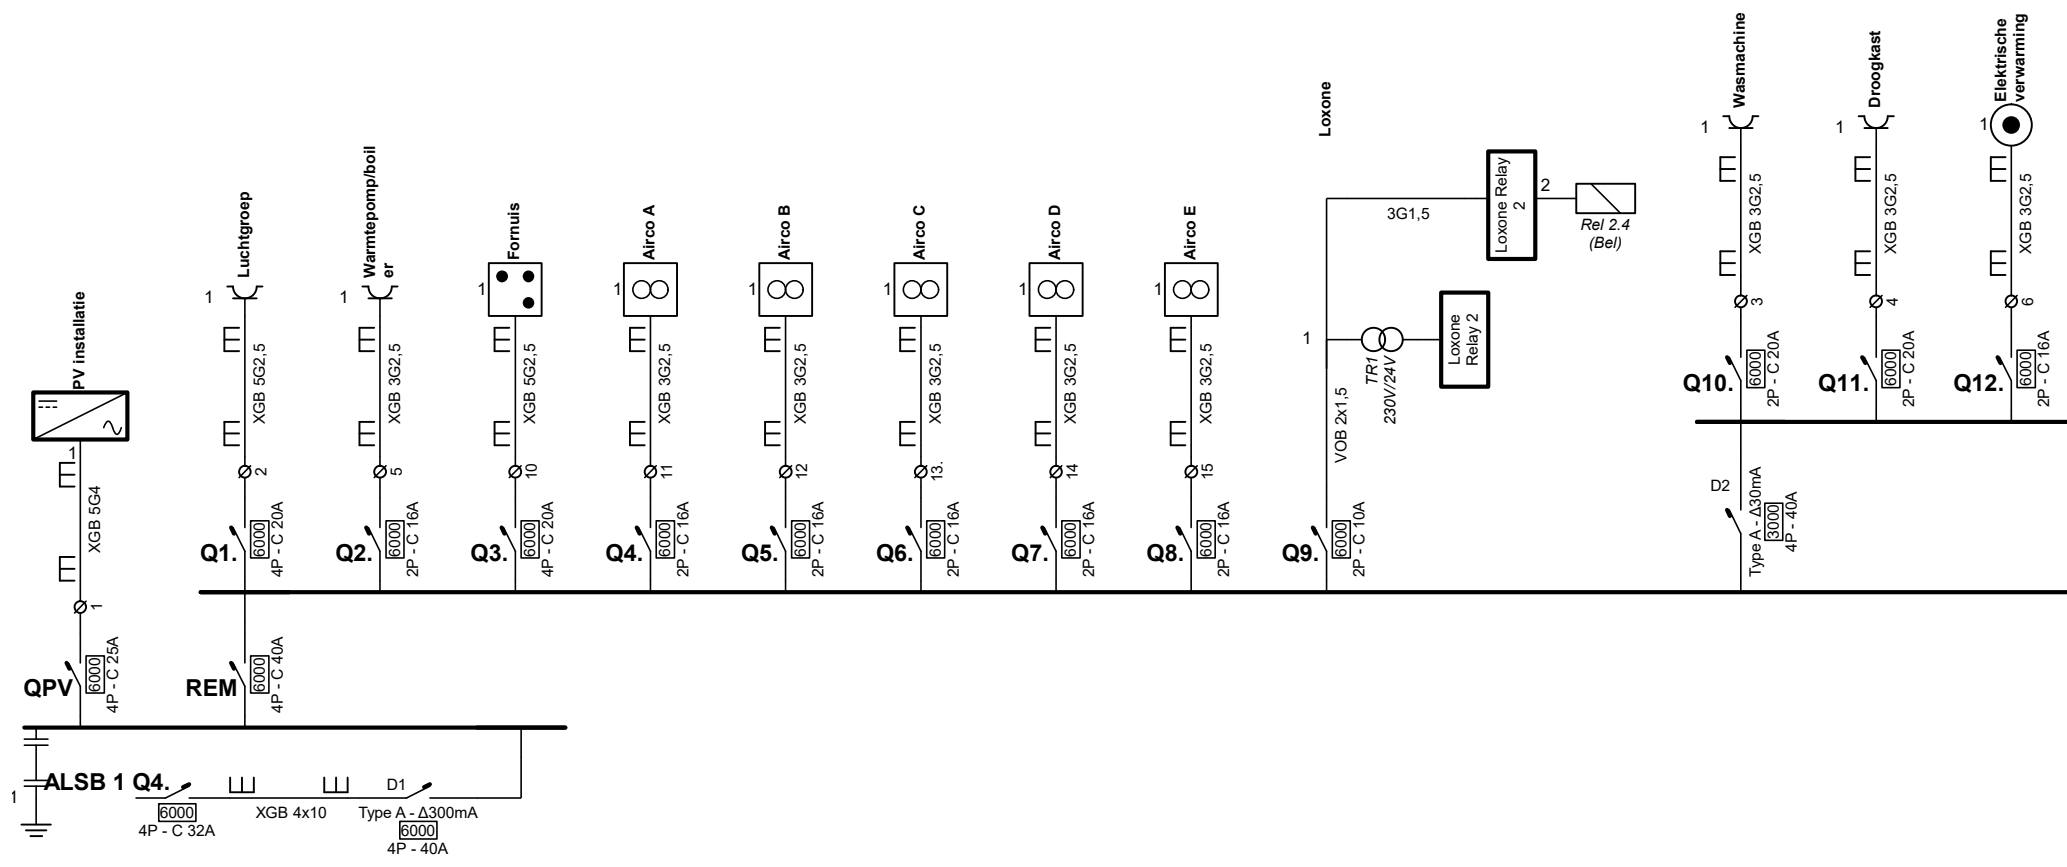 PV installatie
1
XGB 5G4
1
QPV
6000
4P - C 25A
Luchtgroep
1
XGB 5G2,5
2
Q1.
6000
4P - C 20A
REM
6000
4P - C 40A
Warmtepomp/boil
er
1
XGB 3G2,5
5
Q2.
6000
2P - C 16A
Fornuis
1
XGB 5G2,5
10
Q3.
6000
4P - C 20A
Airco A
1
XGB 3G2,5
11
Q4.
6000
2P - C 16A
Airco B
1
XGB 3G2,5
12
Q5.
6000
2P - C 16A
Airco C
1
XGB 3G2,5
13.
Q6.
6000
2P - C 16A
Airco D
1
XGB 3G2,5
14
Q7.
6000
2P - C 16A
Airco E
1
XGB 3G2,5
15
Q8.
6000
2P - C 16A
Loxone
3G1,5
Loxone Relay
2
2
Rel 2.4
(Bel)
1
TR1
230V/24V
Loxone
Relay 2
VOB 2x1,5
Q9.
6000
2P - C 10A
Wasmachine
1
XGB 3G2,5
3
Q10.
6000
2P - C 20A
Droogkast
1
XGB 3G2,5
4
Q11.
6000
2P - C 20A
Elektrische
verwarming
1
XGB 3G2,5
6
Q12.
6000
2P - C 16A
D2
Type A - Δ30mA
3000
4P - 40A
1
ALSB 1 Q4.
6000
4P - C 32A
XGB 4x10
D1
Type A - Δ300mA
6000
4P - 40A